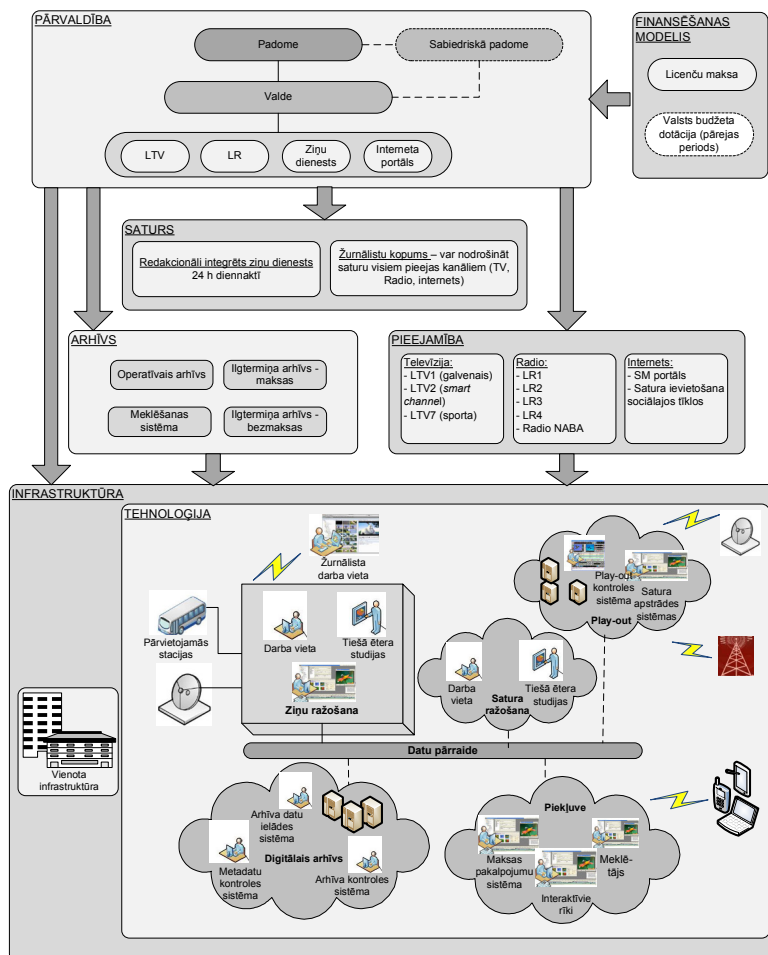 PĀRVALDĪBA
Padome
Sabiedriskā padome
Valde
LTV
LR
Ziņu
dienests
Interneta
portāls
FINANSĒŠANAS
MODELIS
Licenču maksa
Valsts budžeta
dotācija (pārejas
periods)
SATURS
Redakcionāli integrēts ziņu dienests
24 h diennaktī
Žurnālistu kopums – var nodrošināt
saturu visiem pieejas kanāliem (TV,
Radio, internets)
ARHĪVS
Operatīvais arhīvs
Ilgtermiņa arhīvs -
maksas
Meklēšanas
sistēma
Ilgtermiņa arhīvs -
bezmaksas
PIEEJAMĪBA
Televīzija:
- LTV1 (galvenais)
- LTV2 (smart
channel)
- LTV7 (sporta)
Radio:
- LR1
- LR2
- LR3
- LR4
- Radio NABA
Internets:
- SM portāls
- Satura ievietošana
sociālajos tīklos
INFRASTRUKTŪRA
TEHNOLOĢIJA
Žurnālista
darba vieta
Pārvietojamās
stacijas
Darba vieta
Tiešā ētera
studijas
Ziņu ražošana
Play-out
kontroles
sistēma
Satura
apstrādes
sistēmas
Play-out
Darba
vieta
Tiešā ētera
studijas
Satura
ražošana
Datu pārraide
Vienota
infrastruktūra
Arhīva datu
ielādes
sistēma
Digitālais arhīvs
Metadatu
kontroles
sistēma
Arhīva kontroles
sistēma
Piekļuve
Maksas
pakalpojumu
sistēma
Meklē-
tājs
Interaktīvie
rīki